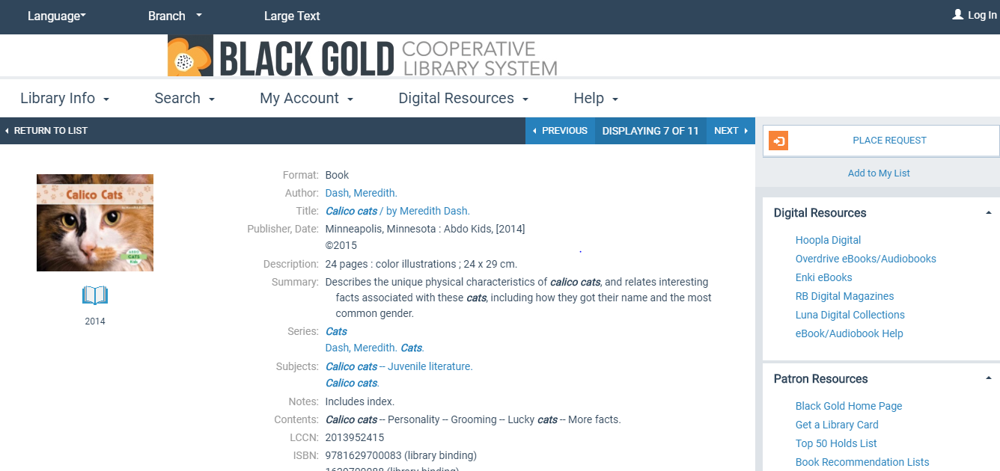 Language
Branch
Large Text
Log In
BLACK GOLD
COOPERATIVE
LIBRARY SYSTEM
Library Info
Search
My Account
Digital Resources
Help
RETURN TO LIST
PREVIOUS
DISPLAYING 7 OF 11
NEXT
Calico Cats
2014
Format: Book
Author: Dash, Meredith.
Title: Calico cats / by Meredith Dash.
Publisher, Date: Minneapolis, Minnesota : Abdo Kids, [2014]
©2015
Description: 24 pages : color illustrations ; 24 x 29 cm.
Summary: Describes the unique physical characteristics of calico cats, and relates interesting
facts associated with these cats, including how they got their name and the most
common gender.
Series: Cats
Dash, Meredith. Cats.
Subjects: Calico cats -- Juvenile literature.
Calico cats.
Notes: Includes index.
Contents: Calico cats -- Personality -- Grooming -- Lucky cats -- More facts.
LCCN: 2013952415
ISBN: 9781629700083 (library binding)
PLACE REQUEST
Add to My List
Digital Resources
Hoopla Digital
Overdrive eBooks/Audiobooks
Enki eBooks
RB Digital Magazines
Luna Digital Collections
eBook/Audiobook Help
Patron Resources
Black Gold Home Page
Get a Library Card
Top 50 Holds List
Book Recommendation Lists